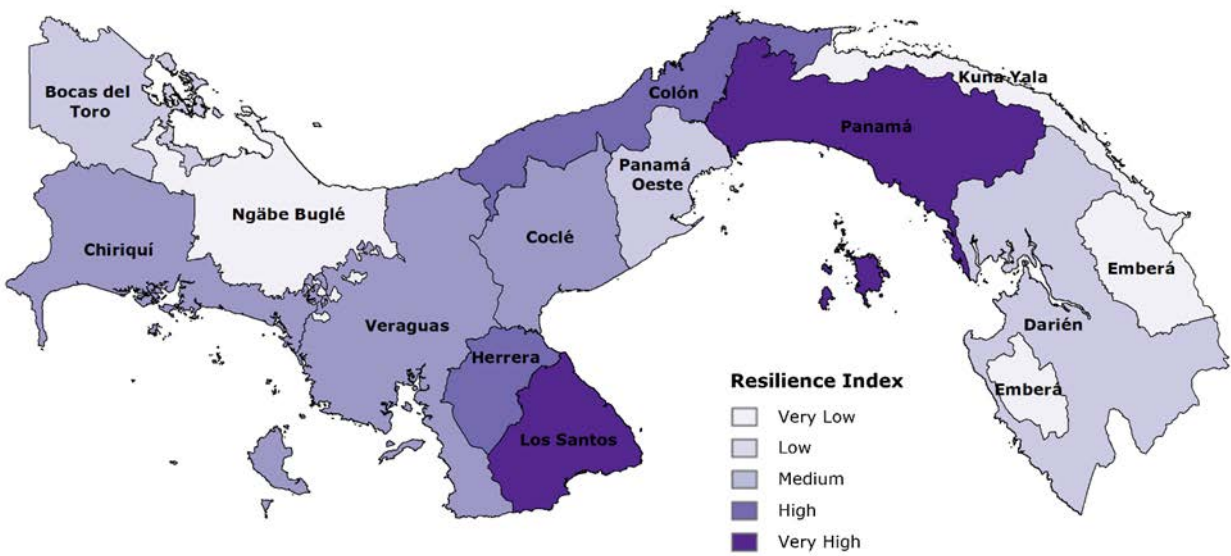 Bocas del
Toro
Ngäbe Buglé
Chiriquí
Veraguas
Coclé
Colón
Panamá
Oeste
Herrera
Los Santos
Panamá
Kuna Yala
Emberá
Darién
Emberá
Resilience Index
Very Low
Low
Medium
High
Very High